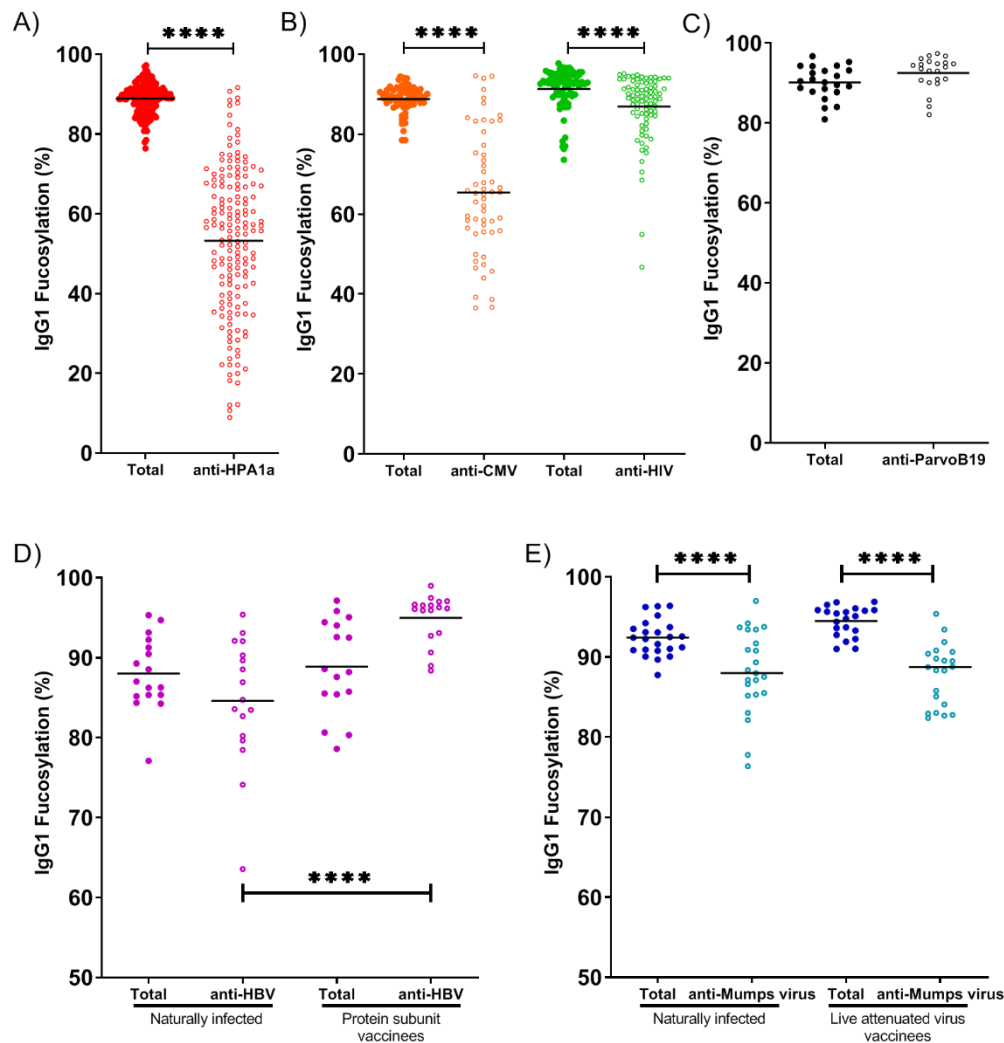 A)
****
IgG1 Fucosylation (%)
100
80
60
40
20
0
Total anti-HPA1a
B)
**** ****
IgG1 Fucosylation (%)
100
80
60
40
20
0
Total anti-CMV Total anti-HIV
C)
IgG1 Fucosylation (%)
100
80
60
40
20
0
Total anti-ParvoB19
D)
IgG1 Fucosylation (%)
100
90
80
70
60
50
****
Total anti-HBV Total anti-HBV
Naturally infected Protein subunit
vaccinees
E)
**** ****
IgG1 Fucosylation (%)
100
90
80
70
60
50
Total anti-Mumps virus Total anti-Mumps virus
Naturally infected Live attenuated virus
vaccinees